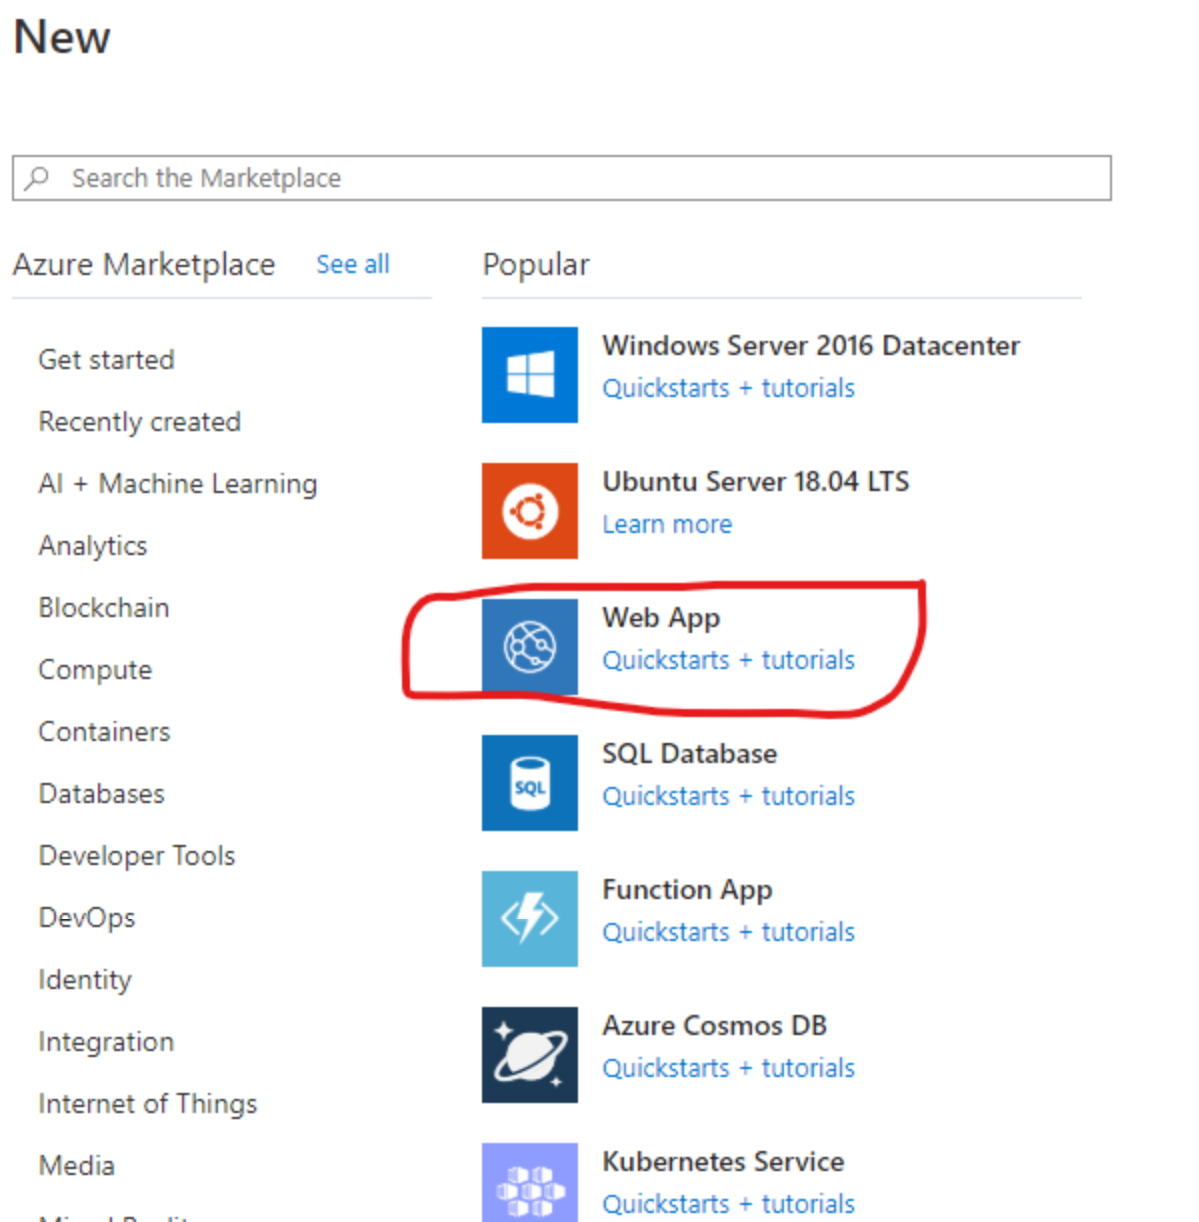 New
Search the Marketplace
Azure Marketplace See all
Get started
Recently created
AI + Machine Learning
Analytics
Blockchain
Compute
Containers
Databases
Developer Tools
DevOps
Identity
Integration
Internet of Things
Media
Popular
Windows Server 2016 Datacenter
Quickstarts + tutorials
Ubuntu Server 18.04 LTS
Learn more
Web App
Quickstarts + tutorials
SQL
SQL Database
Quickstarts + tutorials
Function App
Quickstarts + tutorials
Azure Cosmos DB
Quickstarts + tutorials
Kubernetes Service
Quickstarts + tutorials